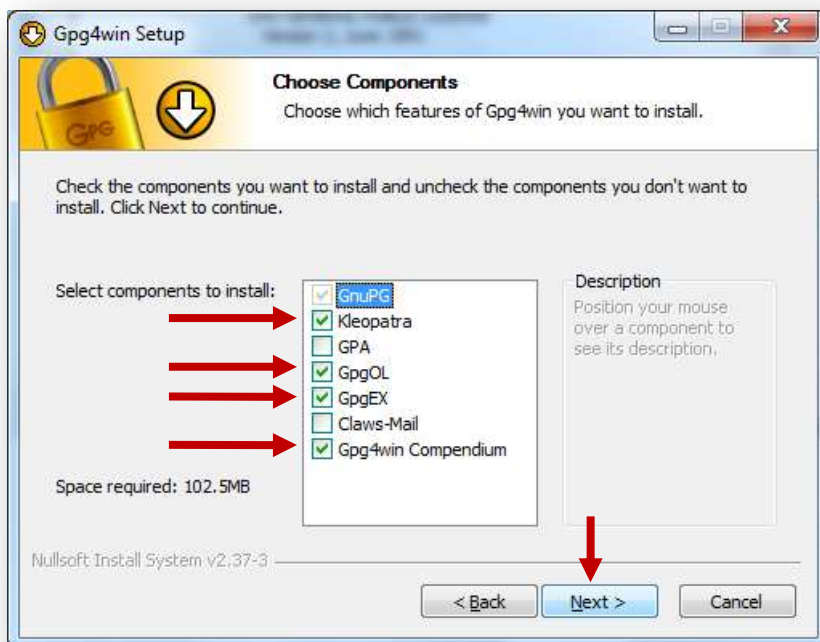 Gpg4win Setup
Choose Components
Choose which features of Gpg4win you want to install.
GPG
Check the components you want to install and uncheck the components you don't want to
install. Click Next to continue.
Select components to install:
GnuPG
Kleopatra
GPA
GpgOL
GpgEX
Claws-Mail
Gpg4win Compendium
Description
Position your mouse
over a component to
see its description.
Space required: 102.5MB
Nullsoft Install System v2.37-3
< Back
Next >
Cancel